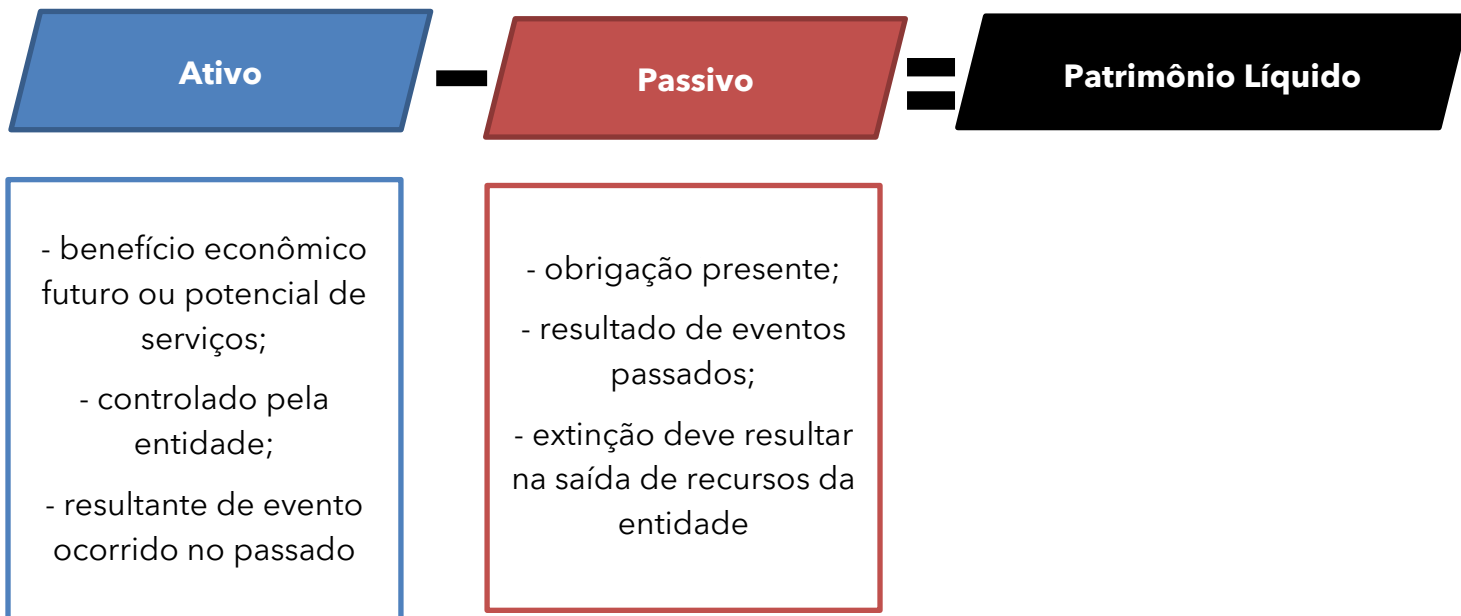 Ativo
Passivo
Patrimônio Líquido
- benefício econômico
futuro ou potencial de
serviços;
- controlado pela
entidade;
- resultante de evento
ocorrido no passado
- obrigação presente;
- resultado de eventos
passados;
- extinção deve resultar
na saída de recursos da
entidade